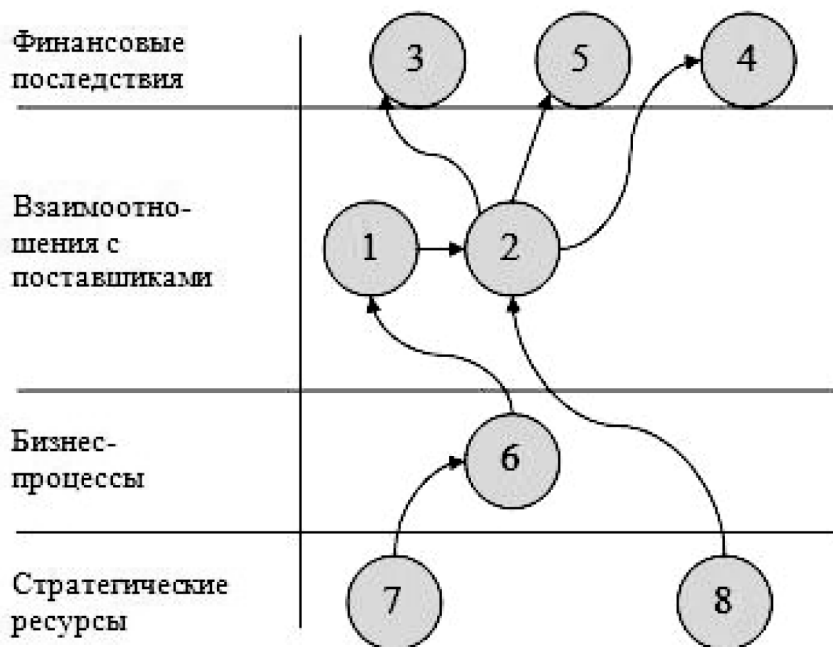 Финансовые
последствия
3
5
4
Взаимоотно-
шения с
поставшиками
1
2
Бизнес-
процессы
6
Стратегические
ресурсы
7
8